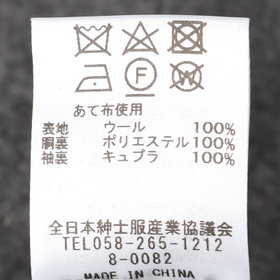 F
W
あて布使用
表地 ウール 100%
胴裏 ポリエステル 100%
袖裏 キュプラ 100%
全日本紳士服産業協議会
TEL058-265-1212
8-0082
MADE IN CHINA